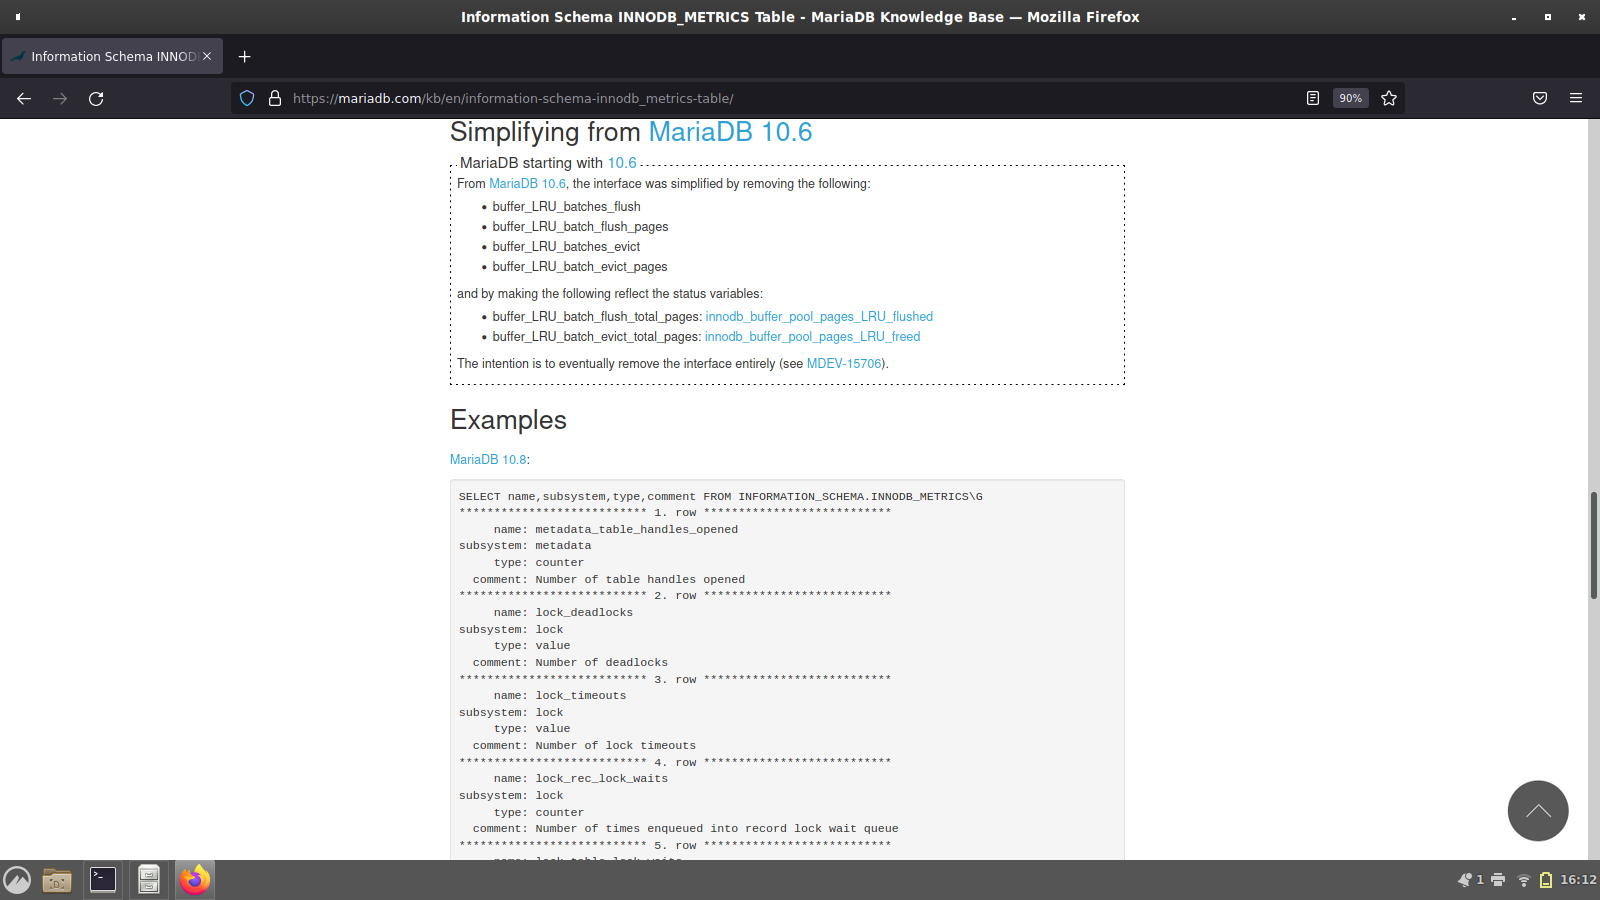 Information Schema INNODB_METRICS Table - MariaDB Knowledge Base — Mozilla Firefox
Information Schema INNOD
https://mariadb.com/kb/en/information-schema-innodb_metrics-table/
90%
Simplifying from MariaDB 10.6
MariaDB starting with 10.6
From MariaDB 10.6, the interface was simplified by removing the following:
• buffer_LRU_batches_flush
• buffer_LRU_batch_flush_pages
• buffer_LRU_batches_evict
• buffer_LRU_batch_evict_pages
and by making the following reflect the status variables:
• buffer_LRU_batch_flush_total_pages: innodb_buffer_pool_pages_LRU_flushed
• buffer_LRU_batch_evict_total_pages: innodb_buffer_pool_pages_LRU_freed
The intention is to eventually remove the interface entirely (see MDEV-15706).
Examples
MariaDB 10.8:
SELECT name,subsystem,type,comment FROM INFORMATION_SCHEMA.INNODB_METRICS\G
*************************** 1. row ***************************
name: metadata_table_handles_opened
subsystem: metadata
type: counter
comment: Number of table handles opened
*************************** 2. row ***************************
name: lock_deadlocks
subsystem: lock
type: value
comment: Number of deadlocks
*************************** 3. row ***************************
name: lock_timeouts
subsystem: lock
type: value
comment: Number of lock timeouts
*************************** 4. row ***************************
name: lock_rec_lock_waits
subsystem: lock
type: counter
comment: Number of times enqueued into record lock wait queue
*************************** 5. row ***************************
name: lock_table_lock_waits
1
16:12